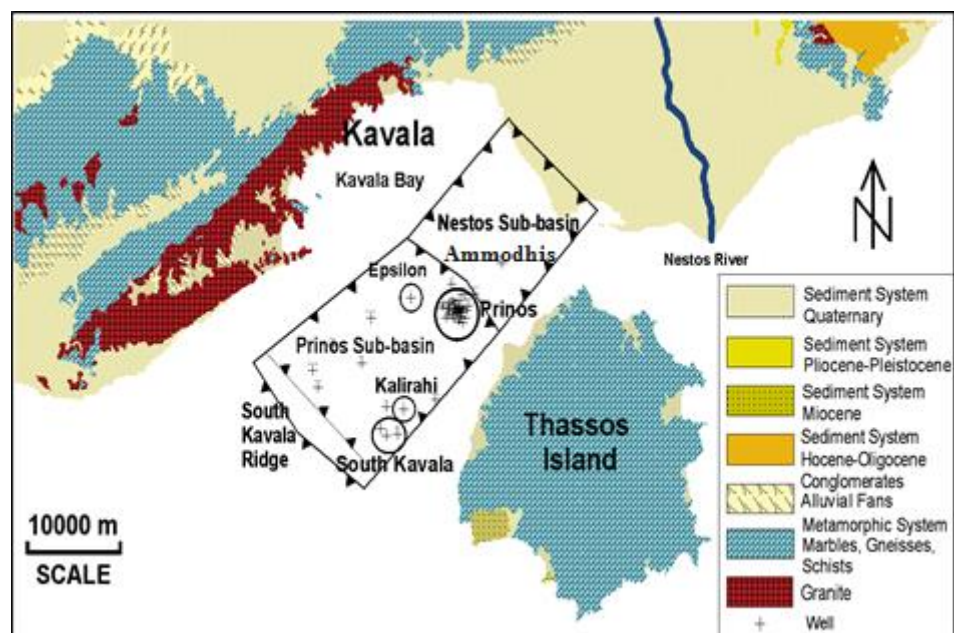 Kavala
Kavala Bay
Nestos Sub-basin
Ammodhis
Nestos River
N
Epsilon
Prinos
Prinos Sub-basin
Kalirahi
South
Kavala
Ridge
South Kavala
Thassos
Island
10000 m
SCALE
Sediment System
Quaternary
Sediment System
Pliocene-Pleistocene
Sediment System
Miocene
Sediment System
Hocene-Oligocene
Conglomerates
Alluvial Fans
Metamorphic System
Marbles, Gneisses,
Schists
Granite
Well